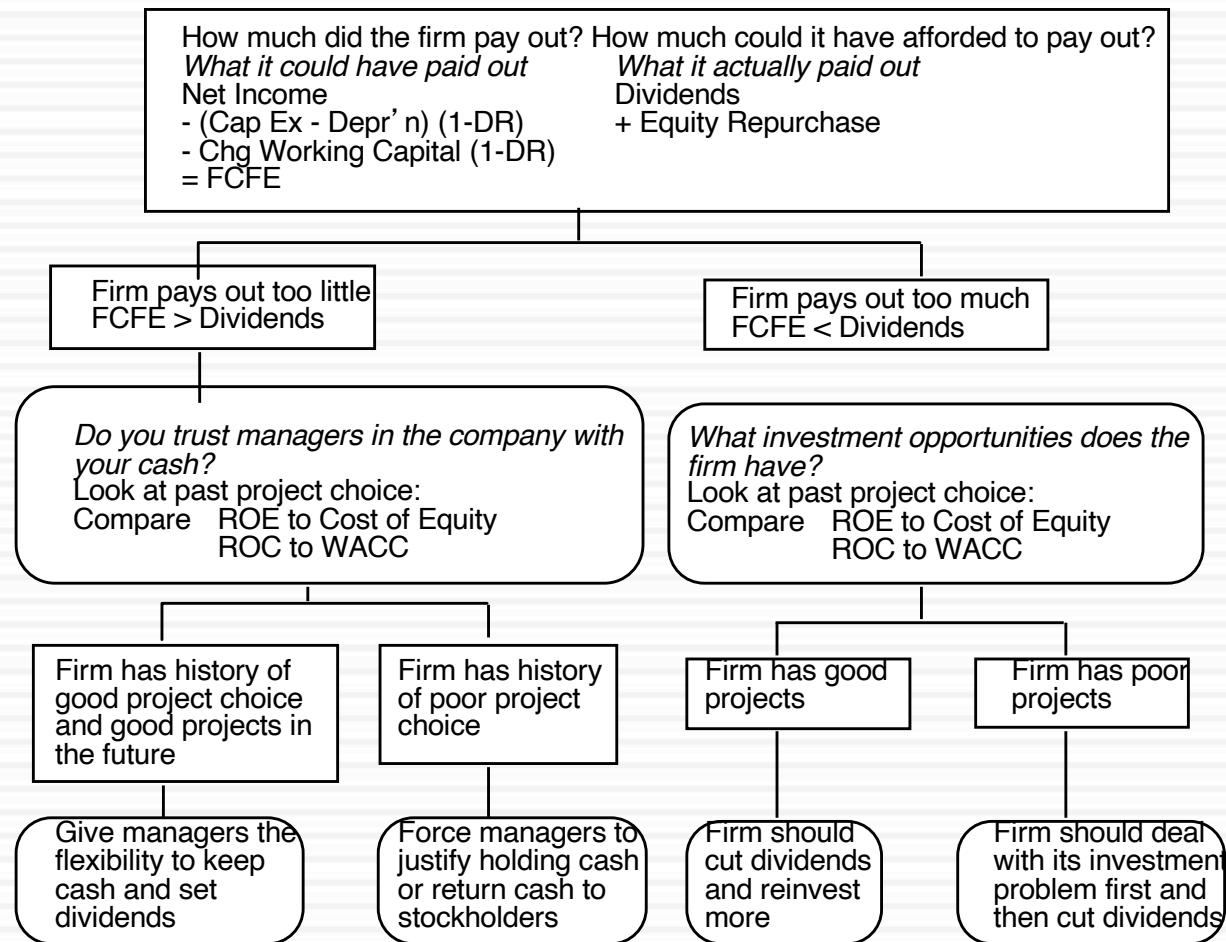 How much did the firm pay out? How much could it have afforded to pay out?
What it could have paid out
What it actually paid out
Net Income
Dividends
- (Cap Ex - Depr’n) (1-DR)
+ Equity Repurchase
- Chg Working Capital (1-DR)
= FCFE
Firm pays out too little
FCFE > Dividends
Firm pays out too much
FCFE < Dividends
Do you trust managers in the company with
your cash?
Look at past project choice:
Compare ROE to Cost of Equity
ROC to WACC
What investment opportunities does the
firm have?
Look at past project choice:
Compare ROE to Cost of Equity
ROC to WACC
Firm has history of
good project choice
and good projects in
the future
Firm has history
of poor project
choice
Firm has good
projects
Firm has poor
projects
Give managers the
flexibility to keep
cash and set
dividends
Force managers to
justify holding cash
or return cash to
stockholders
Firm should
cut dividends
and reinvest
more
Firm should deal
with its investment
problem first and
then cut dividends